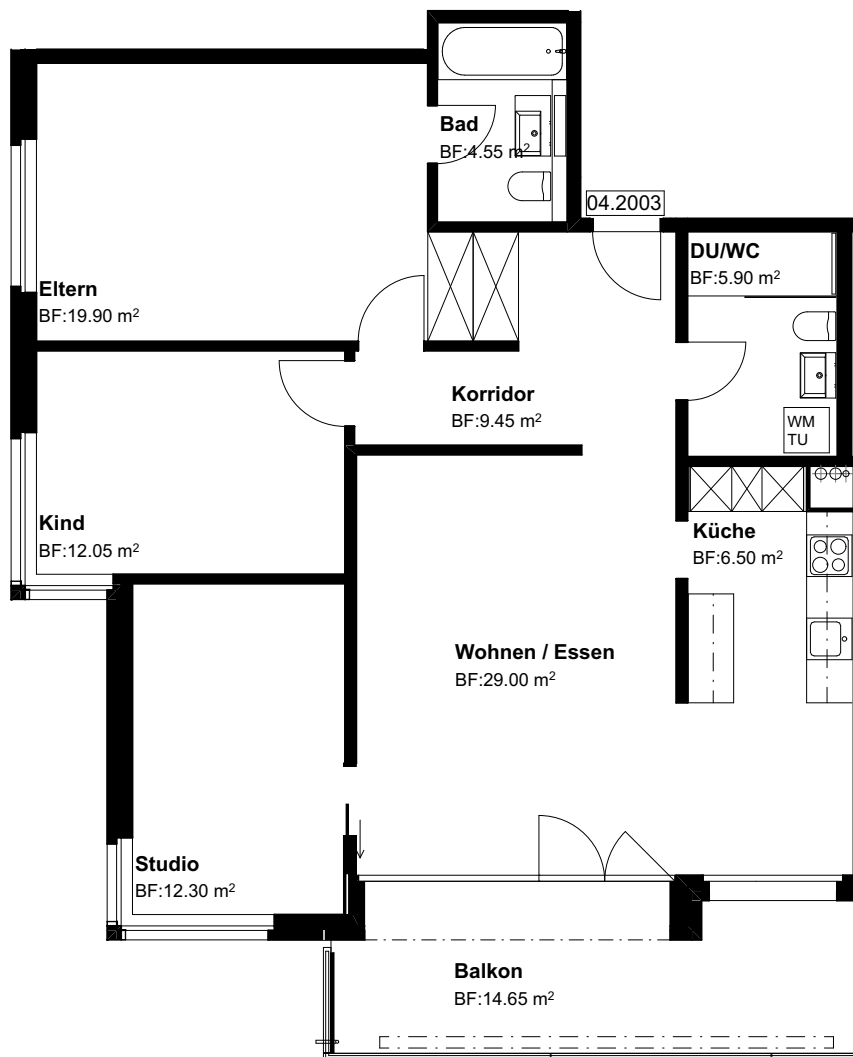 Bad
BF:4.55 m²
04.2003
DU/WC
BF:5.90 m²
Eltern
BF:19.90 m²
Korridor
BF:9.45 m²
WM
TU
Kind
BF:12.05 m²
Küche
BF:6.50 m²
Wohnen / Essen
BF:29.00 m²
Studio
BF:12.30 m²
Balkon
BF:14.65 m²